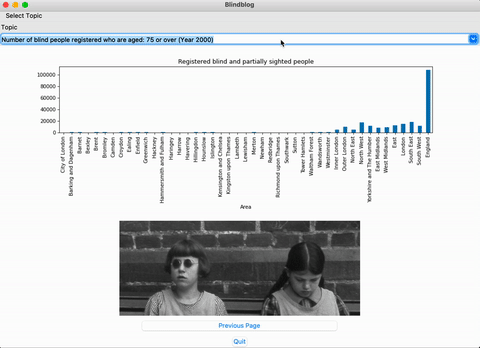 Blindblog
Select Topic
Topic
Number of blind people registered who are aged: 75 or over (Year 2000)
Registered blind and partially sighted people
100000
80000
60000
40000
20000
0
City of London
Barking and Dagenham
Barnet
Bexley
Brent
Bromley
Camden
Croydon
Ealing
Enfield
Greenwich
Hackney
Hammersmith and Fulham
Haringey
Harrow
Havering
Hillingdon
Hounslow
Islington
Kensington and Chelsea
Kingston upon Thames
Lambeth
Lewisham
Merton
Newham
Redbridge
Richmond upon Thames
Southwark
Sutton
Tower Hamlets
Waltham Forest
Wandsworth
Westminster
Inner London
Outer London
North East
North West
Yorkshire and The Humber
East Midlands
West Midlands
East
London
South East
South West
England
Area
Previous Page
Quit